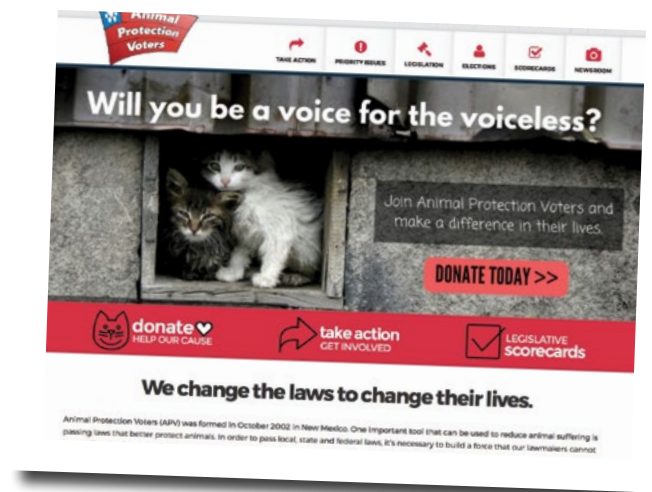 Animal
Protection
Voters
TAKE ACTION
PRIORITY ISSUES
LEGISLATION
ELECTIONS
SCORECARDS
NEWSROOM
Will you be a voice for the voiceless?
Join Animal Protection Voters and
make a difference in their lives.
DONATE TODAY >>
donate
HELP OUR CAUSE
take action
GET INVOLVED
LEGISLATIVE
scorecards
We change the laws to change their lives.
Animal Protection Voters (APV) was formed in October 2002 in New Mexico. One important tool that can be used to reduce animal suffering is
passing laws that better protect animals. In order to pass local, state and federal laws, it's necessary to build a force that our lawmakers cannot